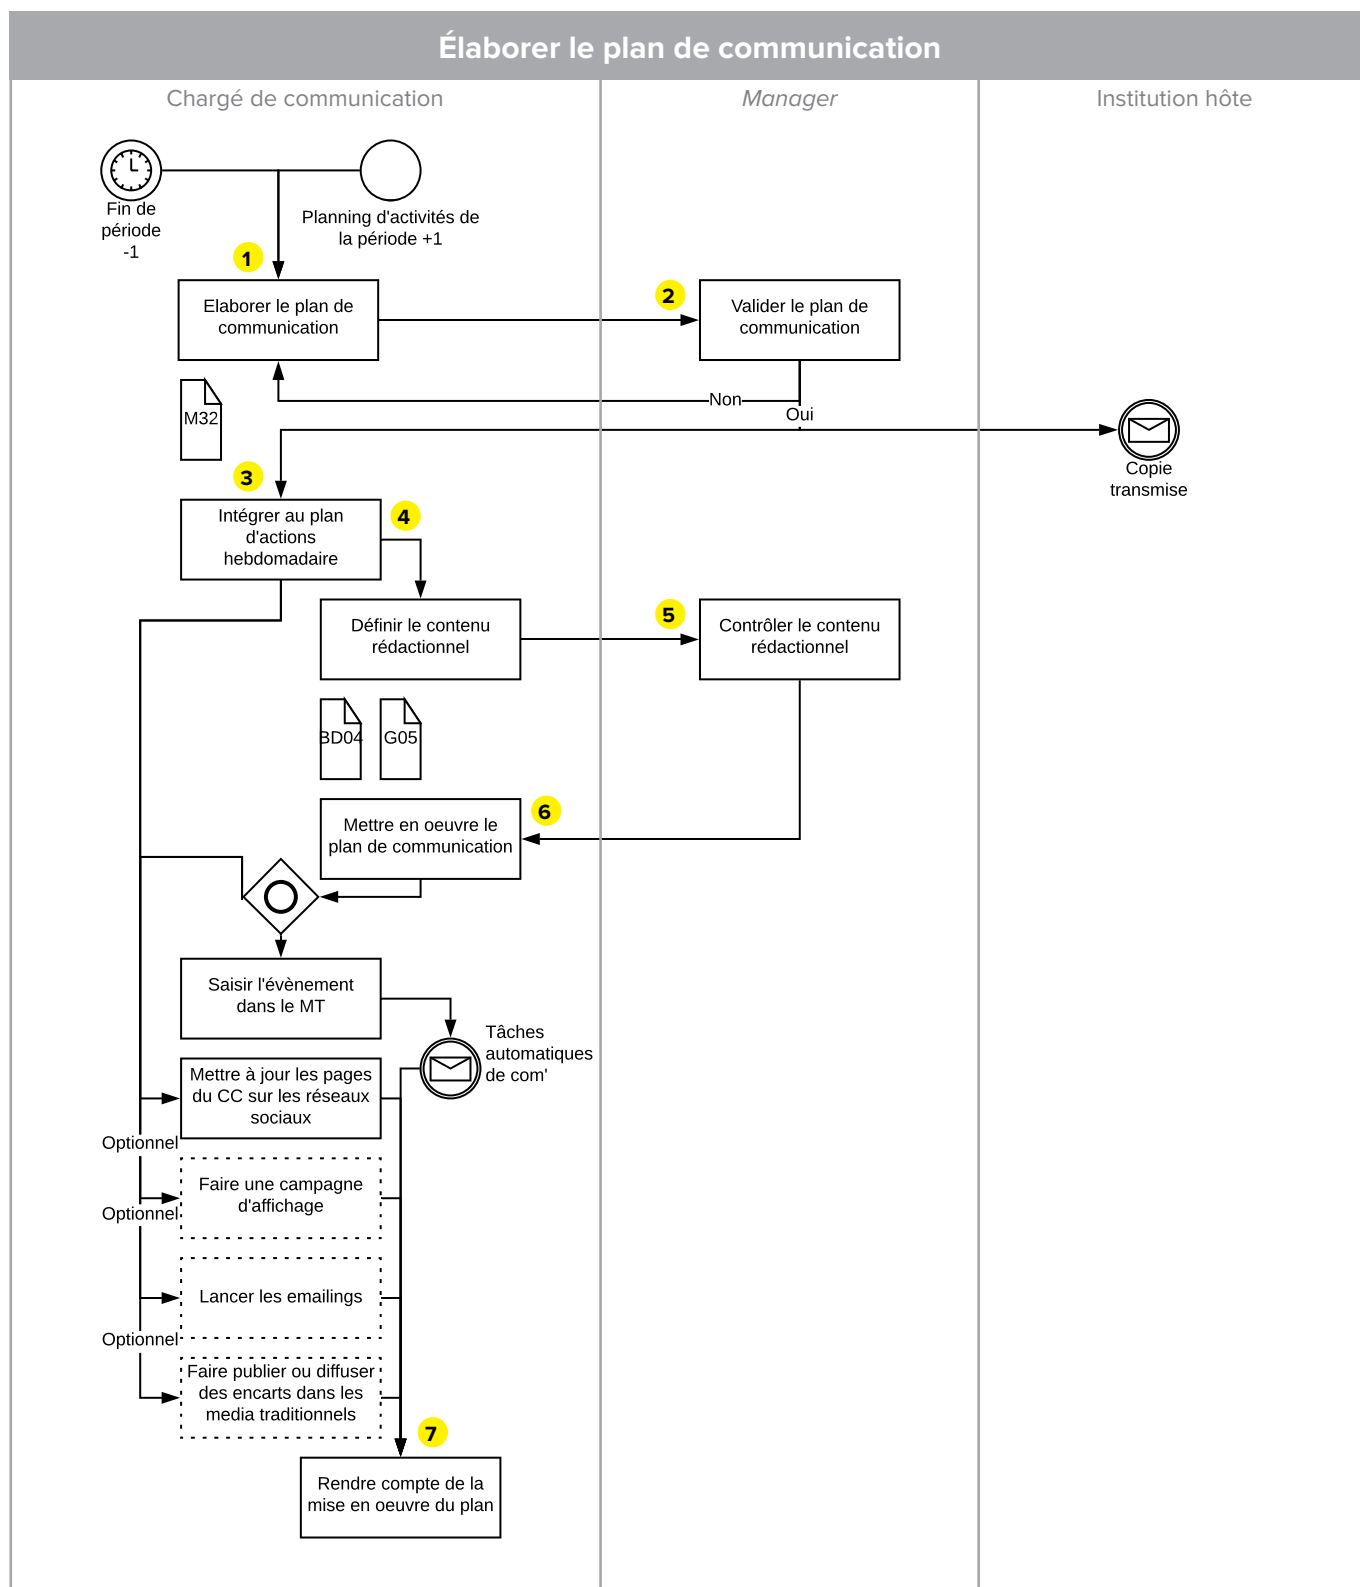 Élaborer le plan de communication
Chargé de communication
Manager
Institution hôte
Fin de
période
-1
Planning d'activités de
la période +1
1
Elaborer le plan de
communication
2
Valider le plan de
communication
Non
Oui
M32
Copie
transmise
3
Intégrer au plan
d'actions
hebdomadaire
4
Définir le contenu
rédactionnel
5
Contrôler le contenu
rédactionnel
BD04
G05
6
Mettre en oeuvre le
plan de communication
Saisir l'évènement
dans le MT
Tâches
automatiques
de com'
Mettre à jour les pages
du CC sur les réseaux
sociaux
Optionnel
Faire une campagne
d'affichage
Optionnel
Lancer les emailings
Optionnel
Faire publier ou diffuser
des encarts dans les
media traditionnels
7
Rendre compte de la
mise en oeuvre du plan